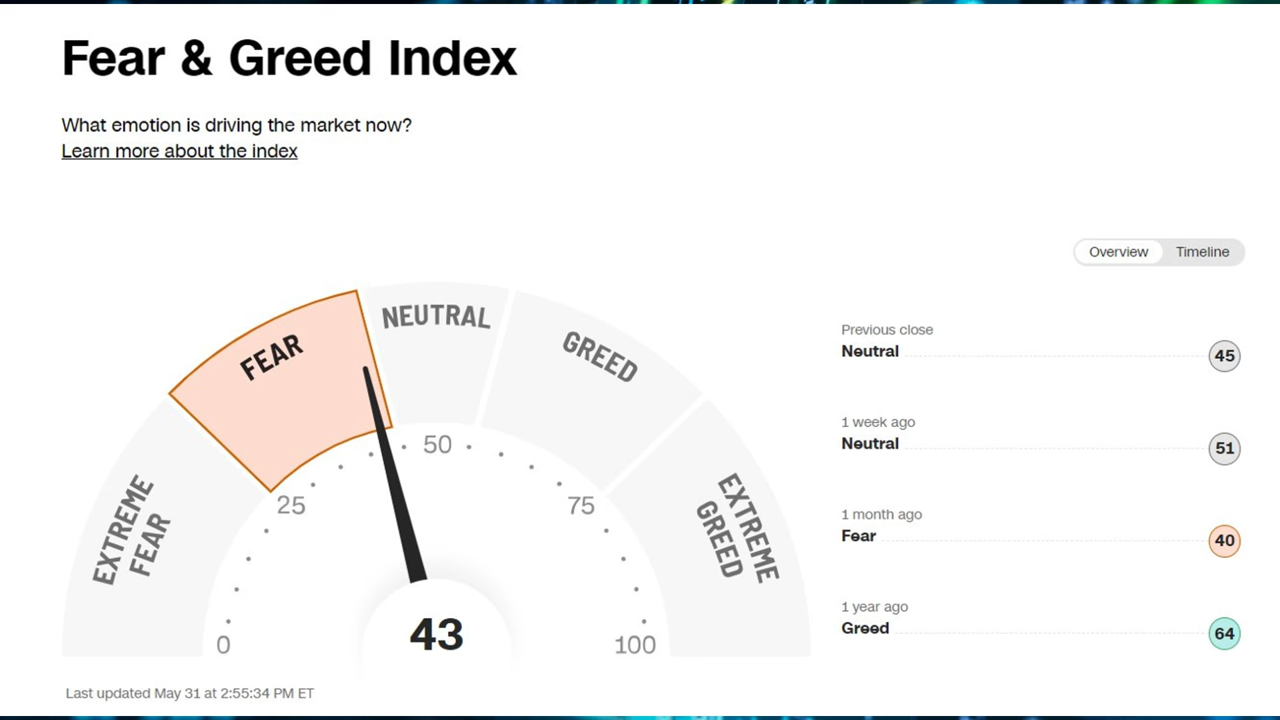 Fear & Greed Index
What emotion is driving the market now?
Learn more about the index
Overview
Timeline
EXTREME
FEAR
FEAR
NEUTRAL
GREED
EXTREME
GREED
0
25
50
75
100
43
Previous close
Neutral
45
1 week ago
Neutral
51
1 month ago
Fear
40
1 year ago
Greed
64
Last updated May 31 at 2:55:34 PM ET